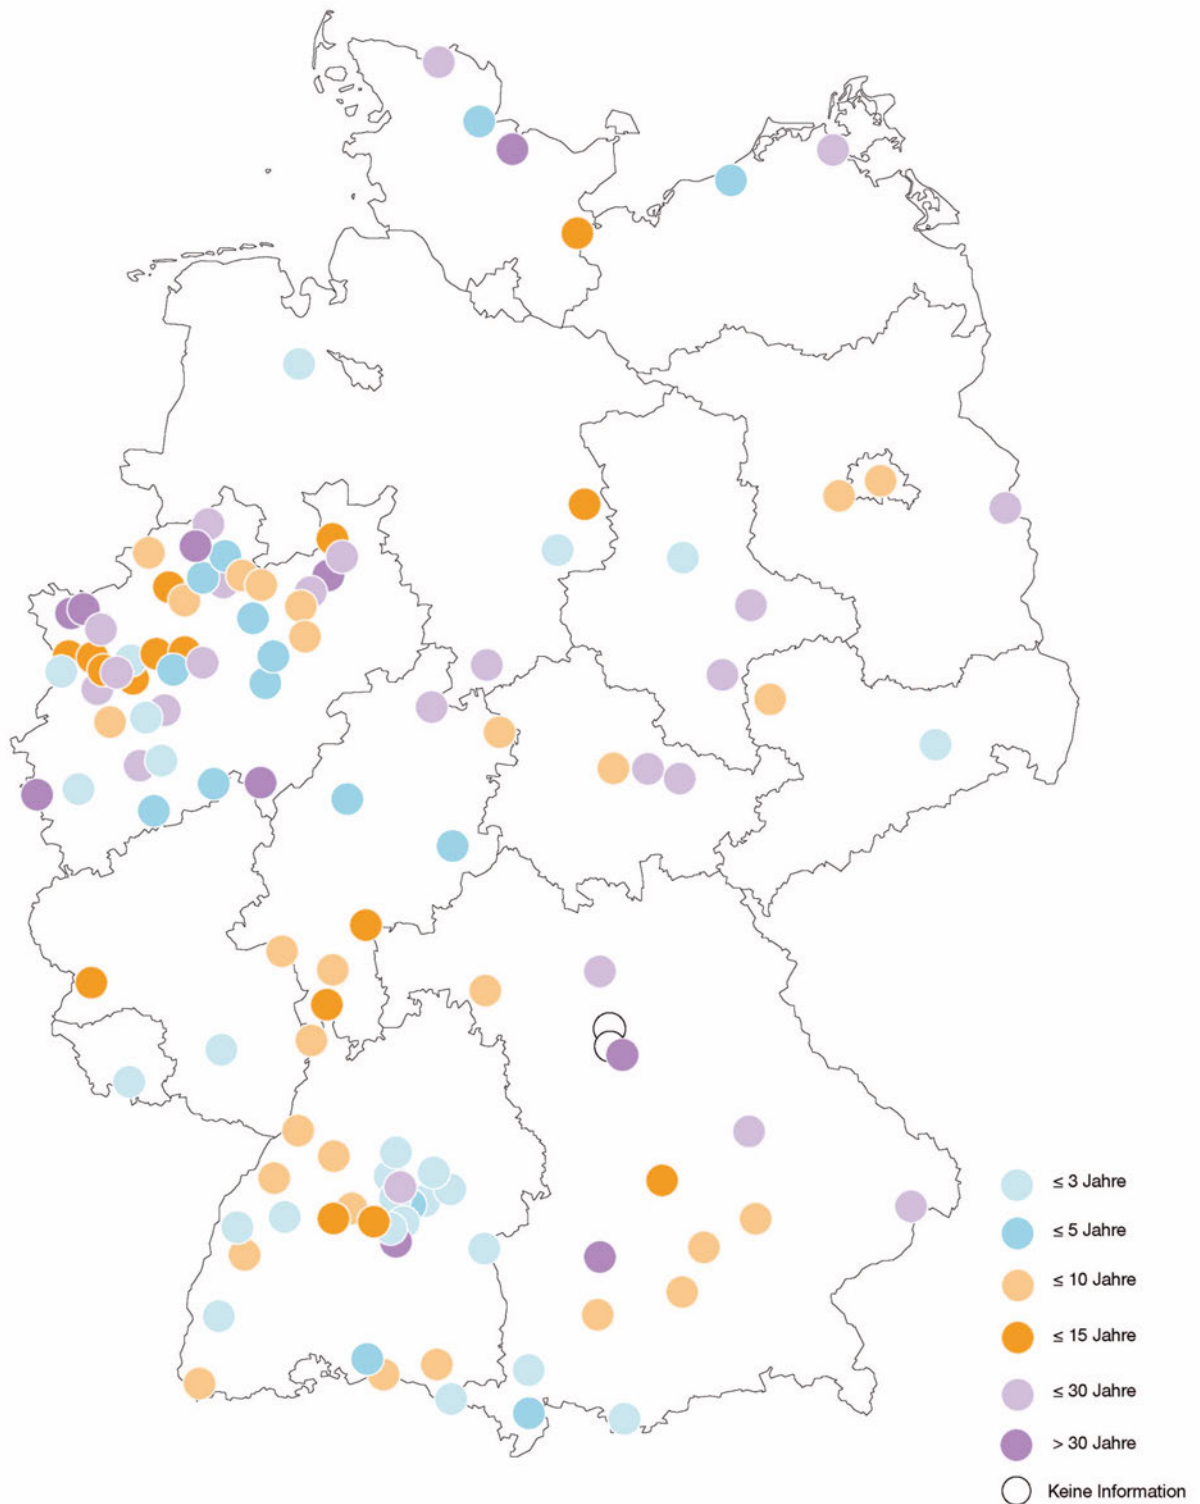 ≤ 3 Jahre
≤ 5 Jahre
≤ 10 Jahre
≤ 15 Jahre
≤ 30 Jahre
> 30 Jahre
Keine Information